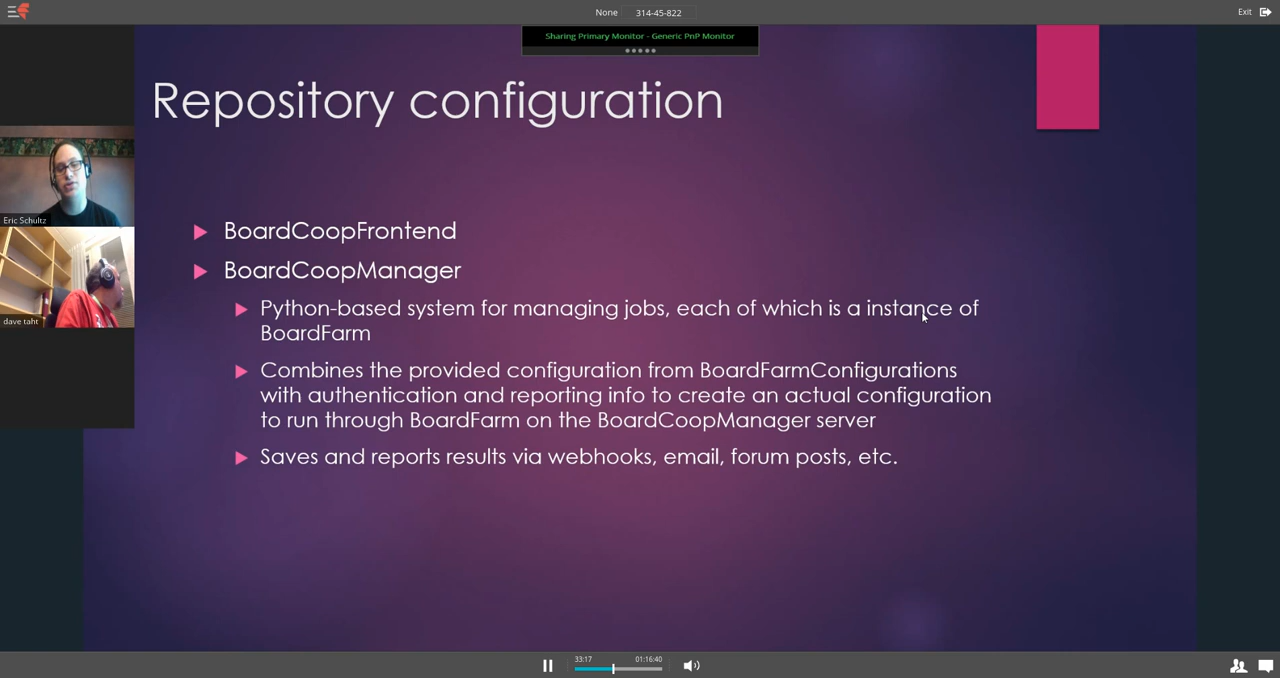 None 314-45-822
Exit
Sharing Primary Monitor - Generic PnP Monitor
Repository configuration
Eric Schultz
dave taht
BoardCoopFrontend
BoardCoopManager
Python-based system for managing jobs, each of which is a instance of
BoardFarm
Combines the provided configuration from BoardFarmConfigurations
with authentication and reporting info to create an actual configuration
to run through BoardFarm on the BoardCoopManager server
Saves and reports results via webhooks, email, forum posts, etc.
33:17 01:16:40